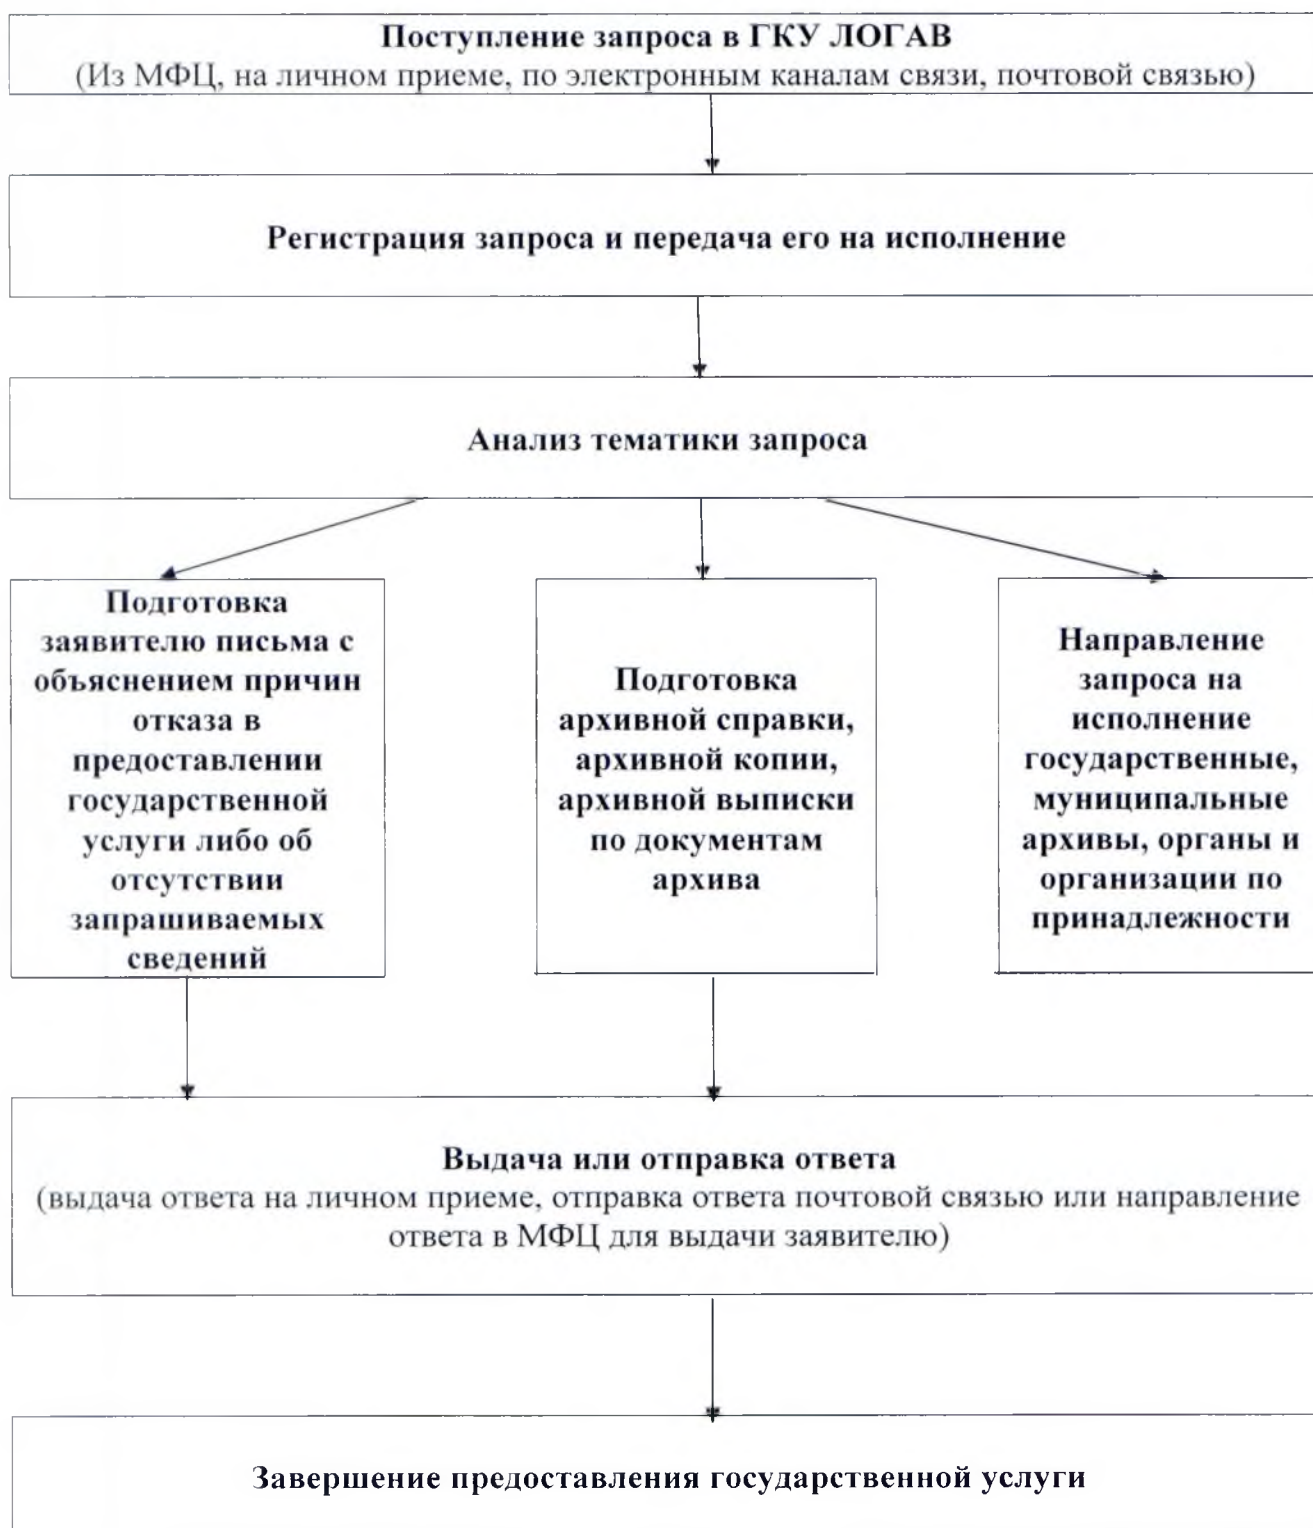 Поступление запроса в ГКУ ЛОГАВ
(Из МФЦ, на личном приеме, по электронным каналам связи, почтовой связью)
Регистрация запроса и передача его на исполнение
Анализ тематики запроса
Подготовка
заявителю письма с
объяснением причин
отказа в
предоставлении
государственной
услуги либо об
отсутствии
запрашиваемых
сведений
Подготовка
архивной справки,
архивной копии,
архивной выписки
по документам
архива
Направление
запроса на
исполнение
государственные,
муниципальные
архивы, органы и
организации по
принадлежности
Выдача или отправка ответа
(выдача ответа на личном приеме, отправка ответа почтовой связью или направление
ответа в МФЦ для выдачи заявителю)
Завершение предоставления государственной услуги